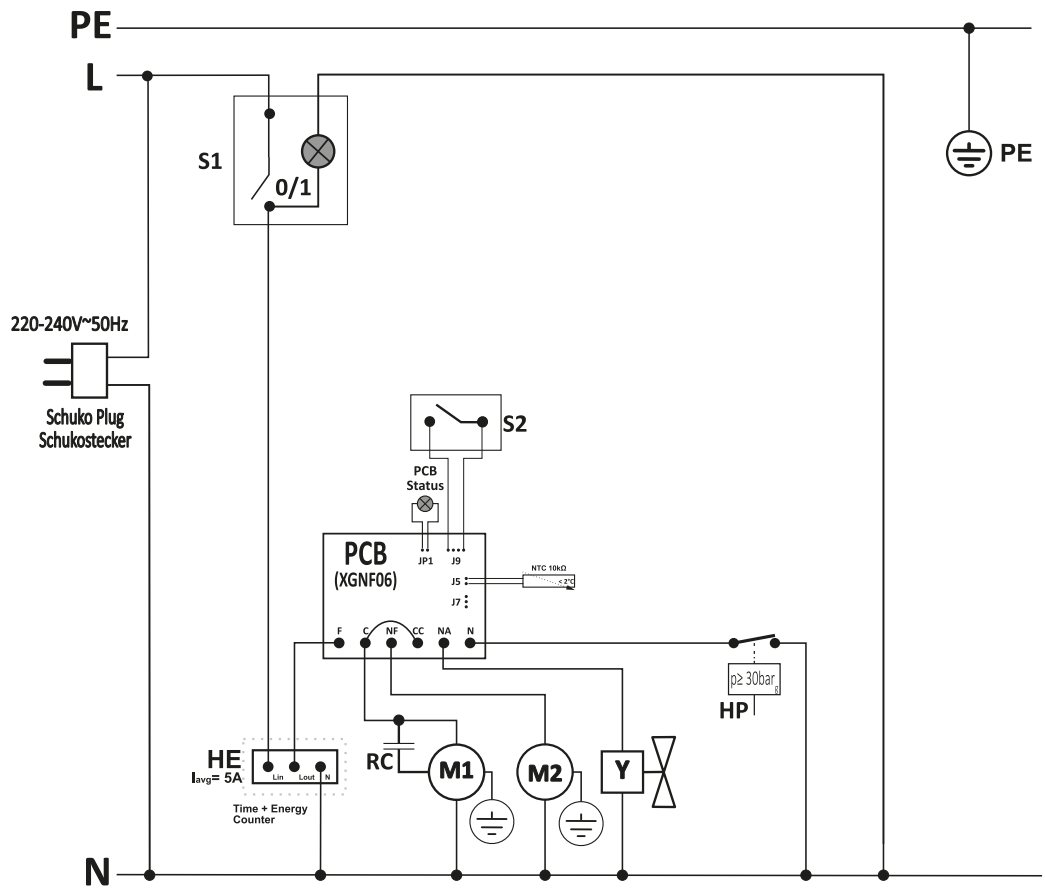 PE
L
S1
0/1
PE
220-240V~50Hz
Schuko Plug
Schukostecker
S2
PCB
Status
PCB
(XGNF06)
JP1
J9
NTC 10kΩ
J5
< 2°C
J7
F C NF CC NA N
p≥ 30bar
HP
HE
Iavg= 5A
Lin Lout N
Time + Energy
Counter
RC
M1
M2
Y
N